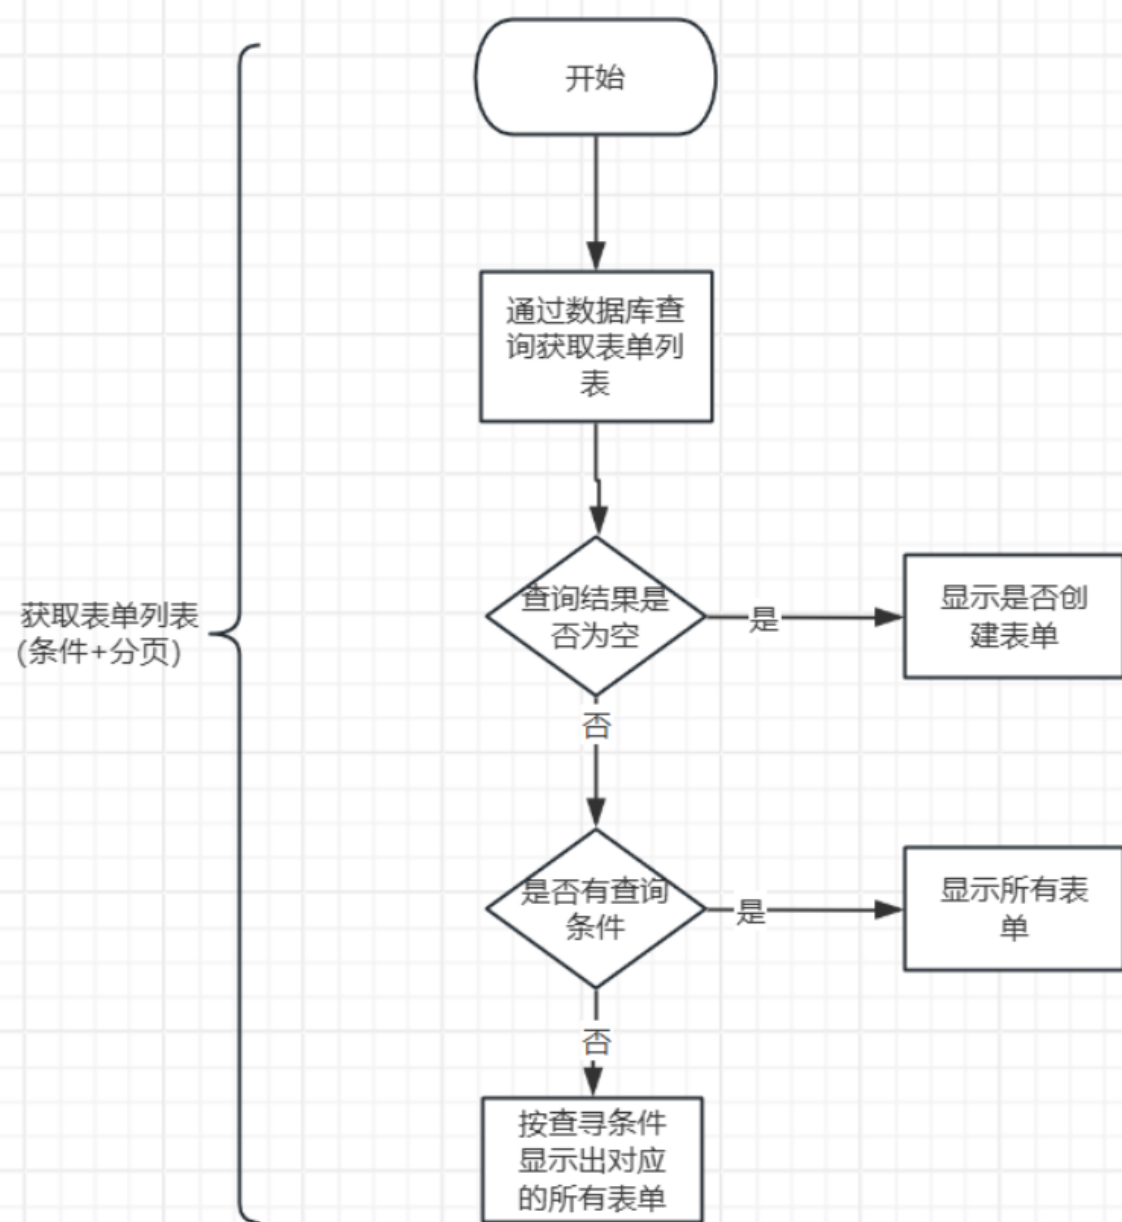 开始
通过数据库查
询获取表单列
表
查询结果是
否为空
是
显示是否创
建表单
获取表单列表
(条件+分页)
否
是否有查询
条件
是
显示所有表
单
否
按查寻条件
显示出对应
的所有表单